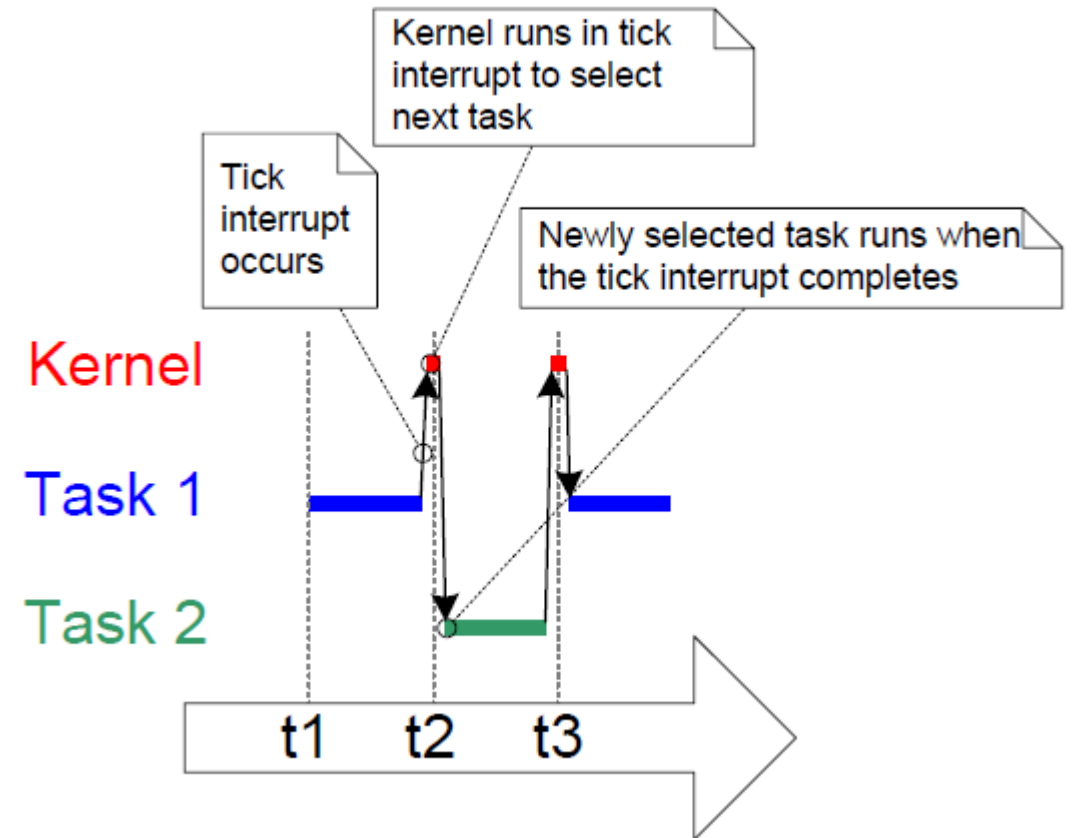 Kernel runs in tick
interrupt to select
next task
Tick
interrupt
occurs
Newly selected task runs when
the tick interrupt completes
Kernel
Task 1
Task 2
t1 t2 t3